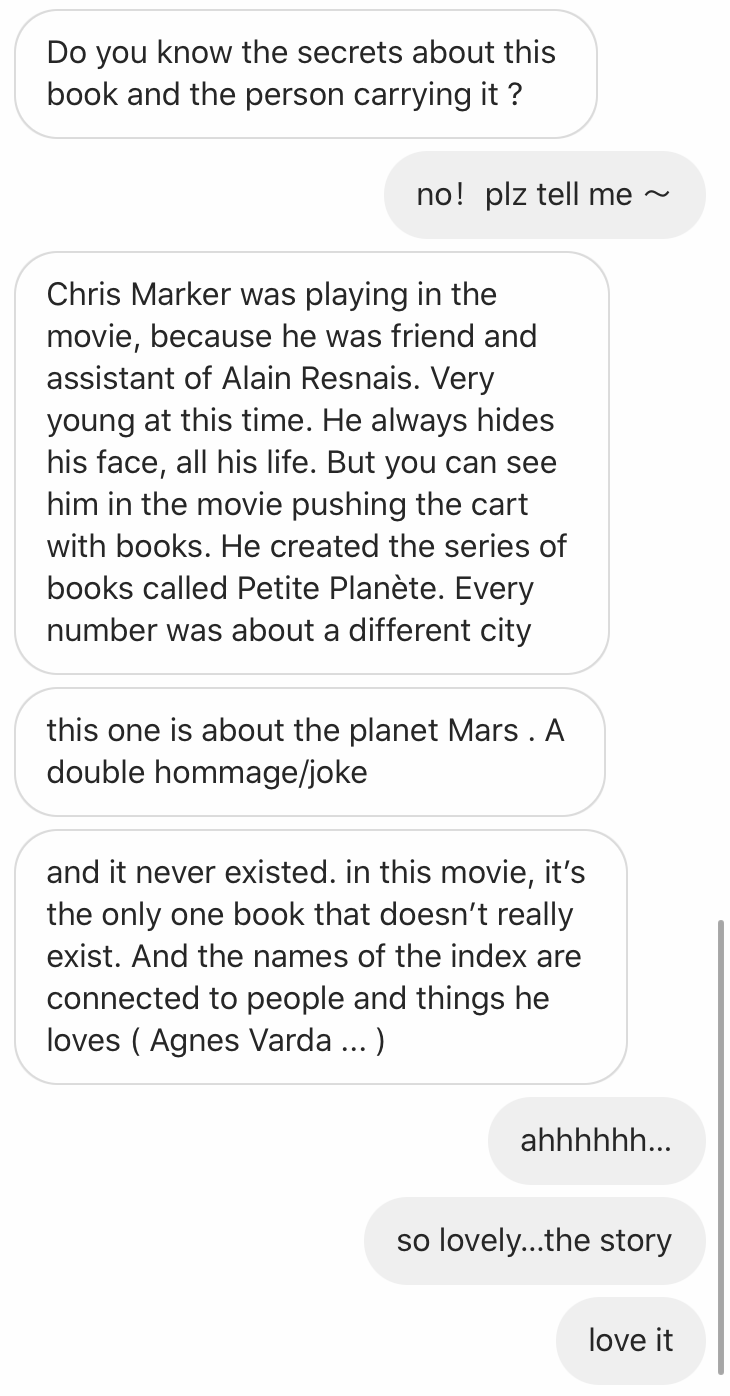 Do you know the secrets about this
book and the person carrying it ?
no!  plz tell me ～
Chris Marker was playing in the
movie, because he was friend and
assistant of Alain Resnais. Very
young at this time. He always hides
his face, all his life. But you can see
him in the movie pushing the cart
with books. He created the series of
books called Petite Planète. Every
number was about a different city
this one is about the planet Mars . A
double hommage/joke
and it never existed. in this movie, it’s
the only one book that doesn’t really
exist. And the names of the index are
connected to people and things he
loves ( Agnes Varda ... )
ahhhhhh...
so lovely...the story
love it